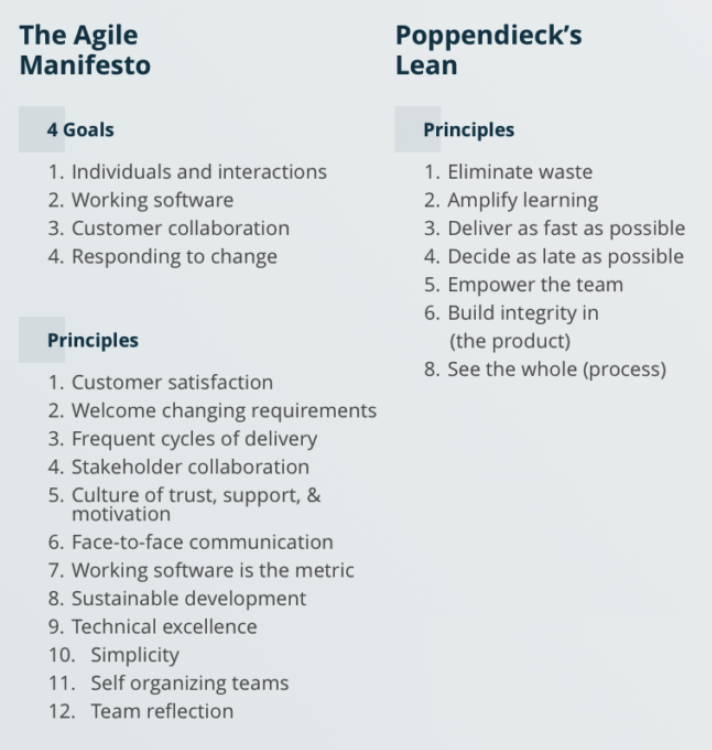 The Agile
Manifesto
4 Goals
1. Individuals and interactions
2. Working software
3. Customer collaboration
4. Responding to change
Principles
1. Customer satisfaction
2. Welcome changing requirements
3. Frequent cycles of delivery
4. Stakeholder collaboration
5. Culture of trust, support, &
motivation
6. Face-to-face communication
7. Working software is the metric
8. Sustainable development
9. Technical excellence
10. Simplicity
11. Self organizing teams
12. Team reflection
Poppendieck’s
Lean
Principles
1. Eliminate waste
2. Amplify learning
3. Deliver as fast as possible
4. Decide as late as possible
5. Empower the team
6. Build integrity in
(the product)
8. See the whole (process)